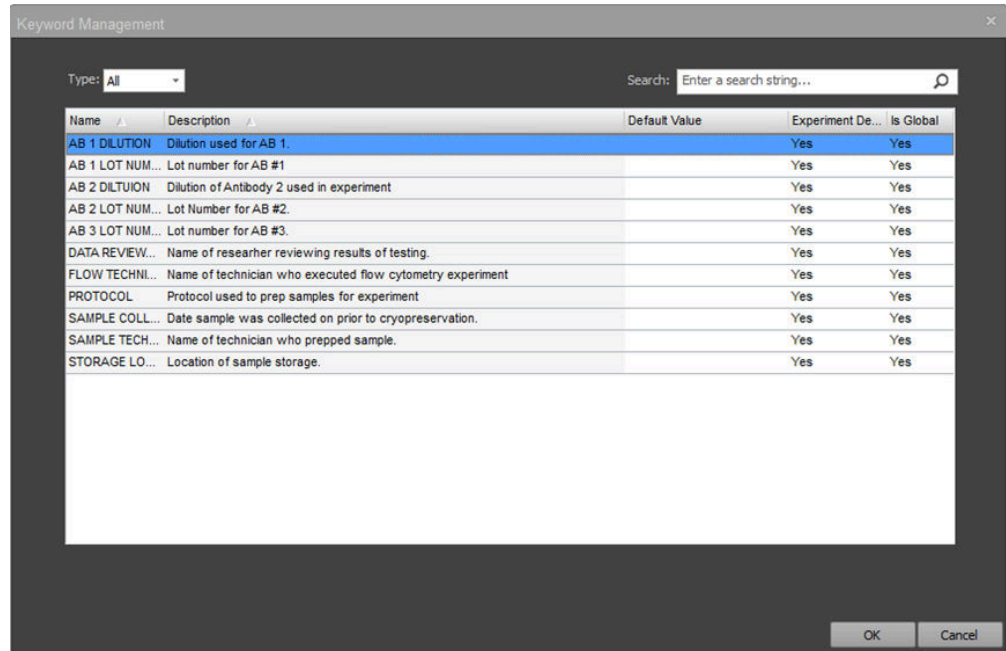 Keyword Management
Type: All Search: Enter a search string...
Name Description Default Value Experiment De... Is Global
AB 1 DILUTION Dilution used for AB 1. Yes Yes
AB 1 LOT NUM... Lot number for AB #1 Yes Yes
AB 2 DILTUION Dilution of Antibody 2 used in experiment Yes Yes
AB 2 LOT NUM... Lot Number for AB #2. Yes Yes
AB 3 LOT NUM... Lot number for AB #3. Yes Yes
DATA REVIEW... Name of researher reviewing results of testing. Yes Yes
FLOW TECHNI... Name of technician who executed flow cytometry experiment Yes Yes
PROTOCOL Protocol used to prep samples for experiment Yes Yes
SAMPLE COLL... Date sample was collected on prior to cryopreservation. Yes Yes
SAMPLE TECH... Name of technician who prepped sample. Yes Yes
STORAGE LO... Location of sample storage. Yes Yes
OK Cancel